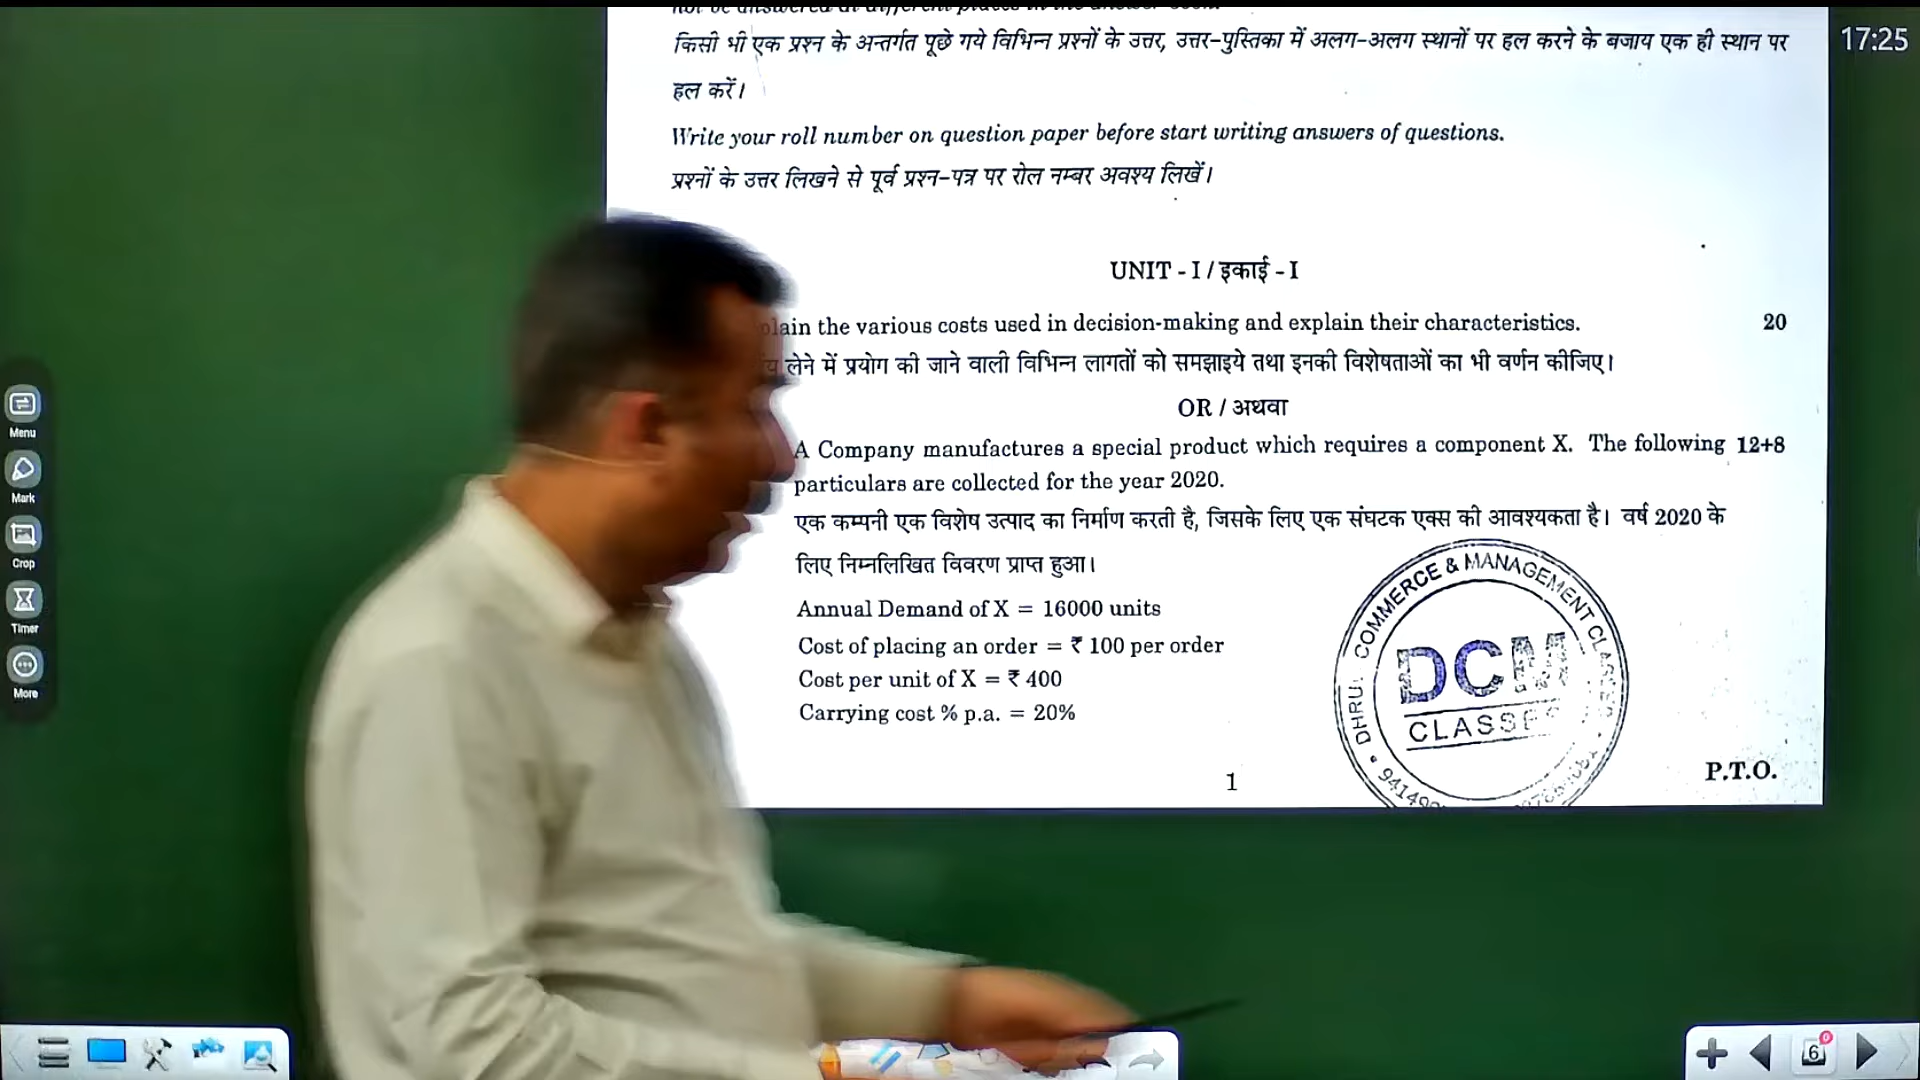 17:25
किसी भी एक प्रश्न के अन्तर्गत पूछे गये विभिन्न प्रश्नों के उत्तर, उत्तर-पुस्तिका में अलग-अलग स्थानों पर हल करने के बजाय एक ही स्थान पर
हल करें।
Write your roll number on question paper before start writing answers of questions.
प्रश्नों के उत्तर लिखने से पूर्व प्रश्न-पत्र पर रोल नम्बर अवश्य लिखें।
UNIT - I / इकाई - I
the various costs used in decision-making and explain their characteristics. 20
लेने में प्रयोग की जाने वाली विभिन्न लागतों को समझाइये तथा इनकी विशेषताओं का भी वर्णन कीजिए।
OR / अथवा
A Company manufactures a special product which requires a component X. The following 12+8
particulars are collected for the year 2020.
एक कम्पनी एक विशेष उत्पाद का निर्माण करती है, जिसके लिए एक संघटक एक्स की आवश्यकता है। वर्ष 2020 के
लिए निम्नलिखित विवरण प्राप्त हुआ।
Annual Demand of X = 16000 units
Cost of placing an order = ₹ 100 per order
Cost per unit of X = ₹ 400
Carrying cost % p.a. = 20%
COMMERCE & MANAGEMENT CLASSES
DCM
CLASSES
1
P.T.O.
Menu
Mark
Crop
Timer
More
6
0